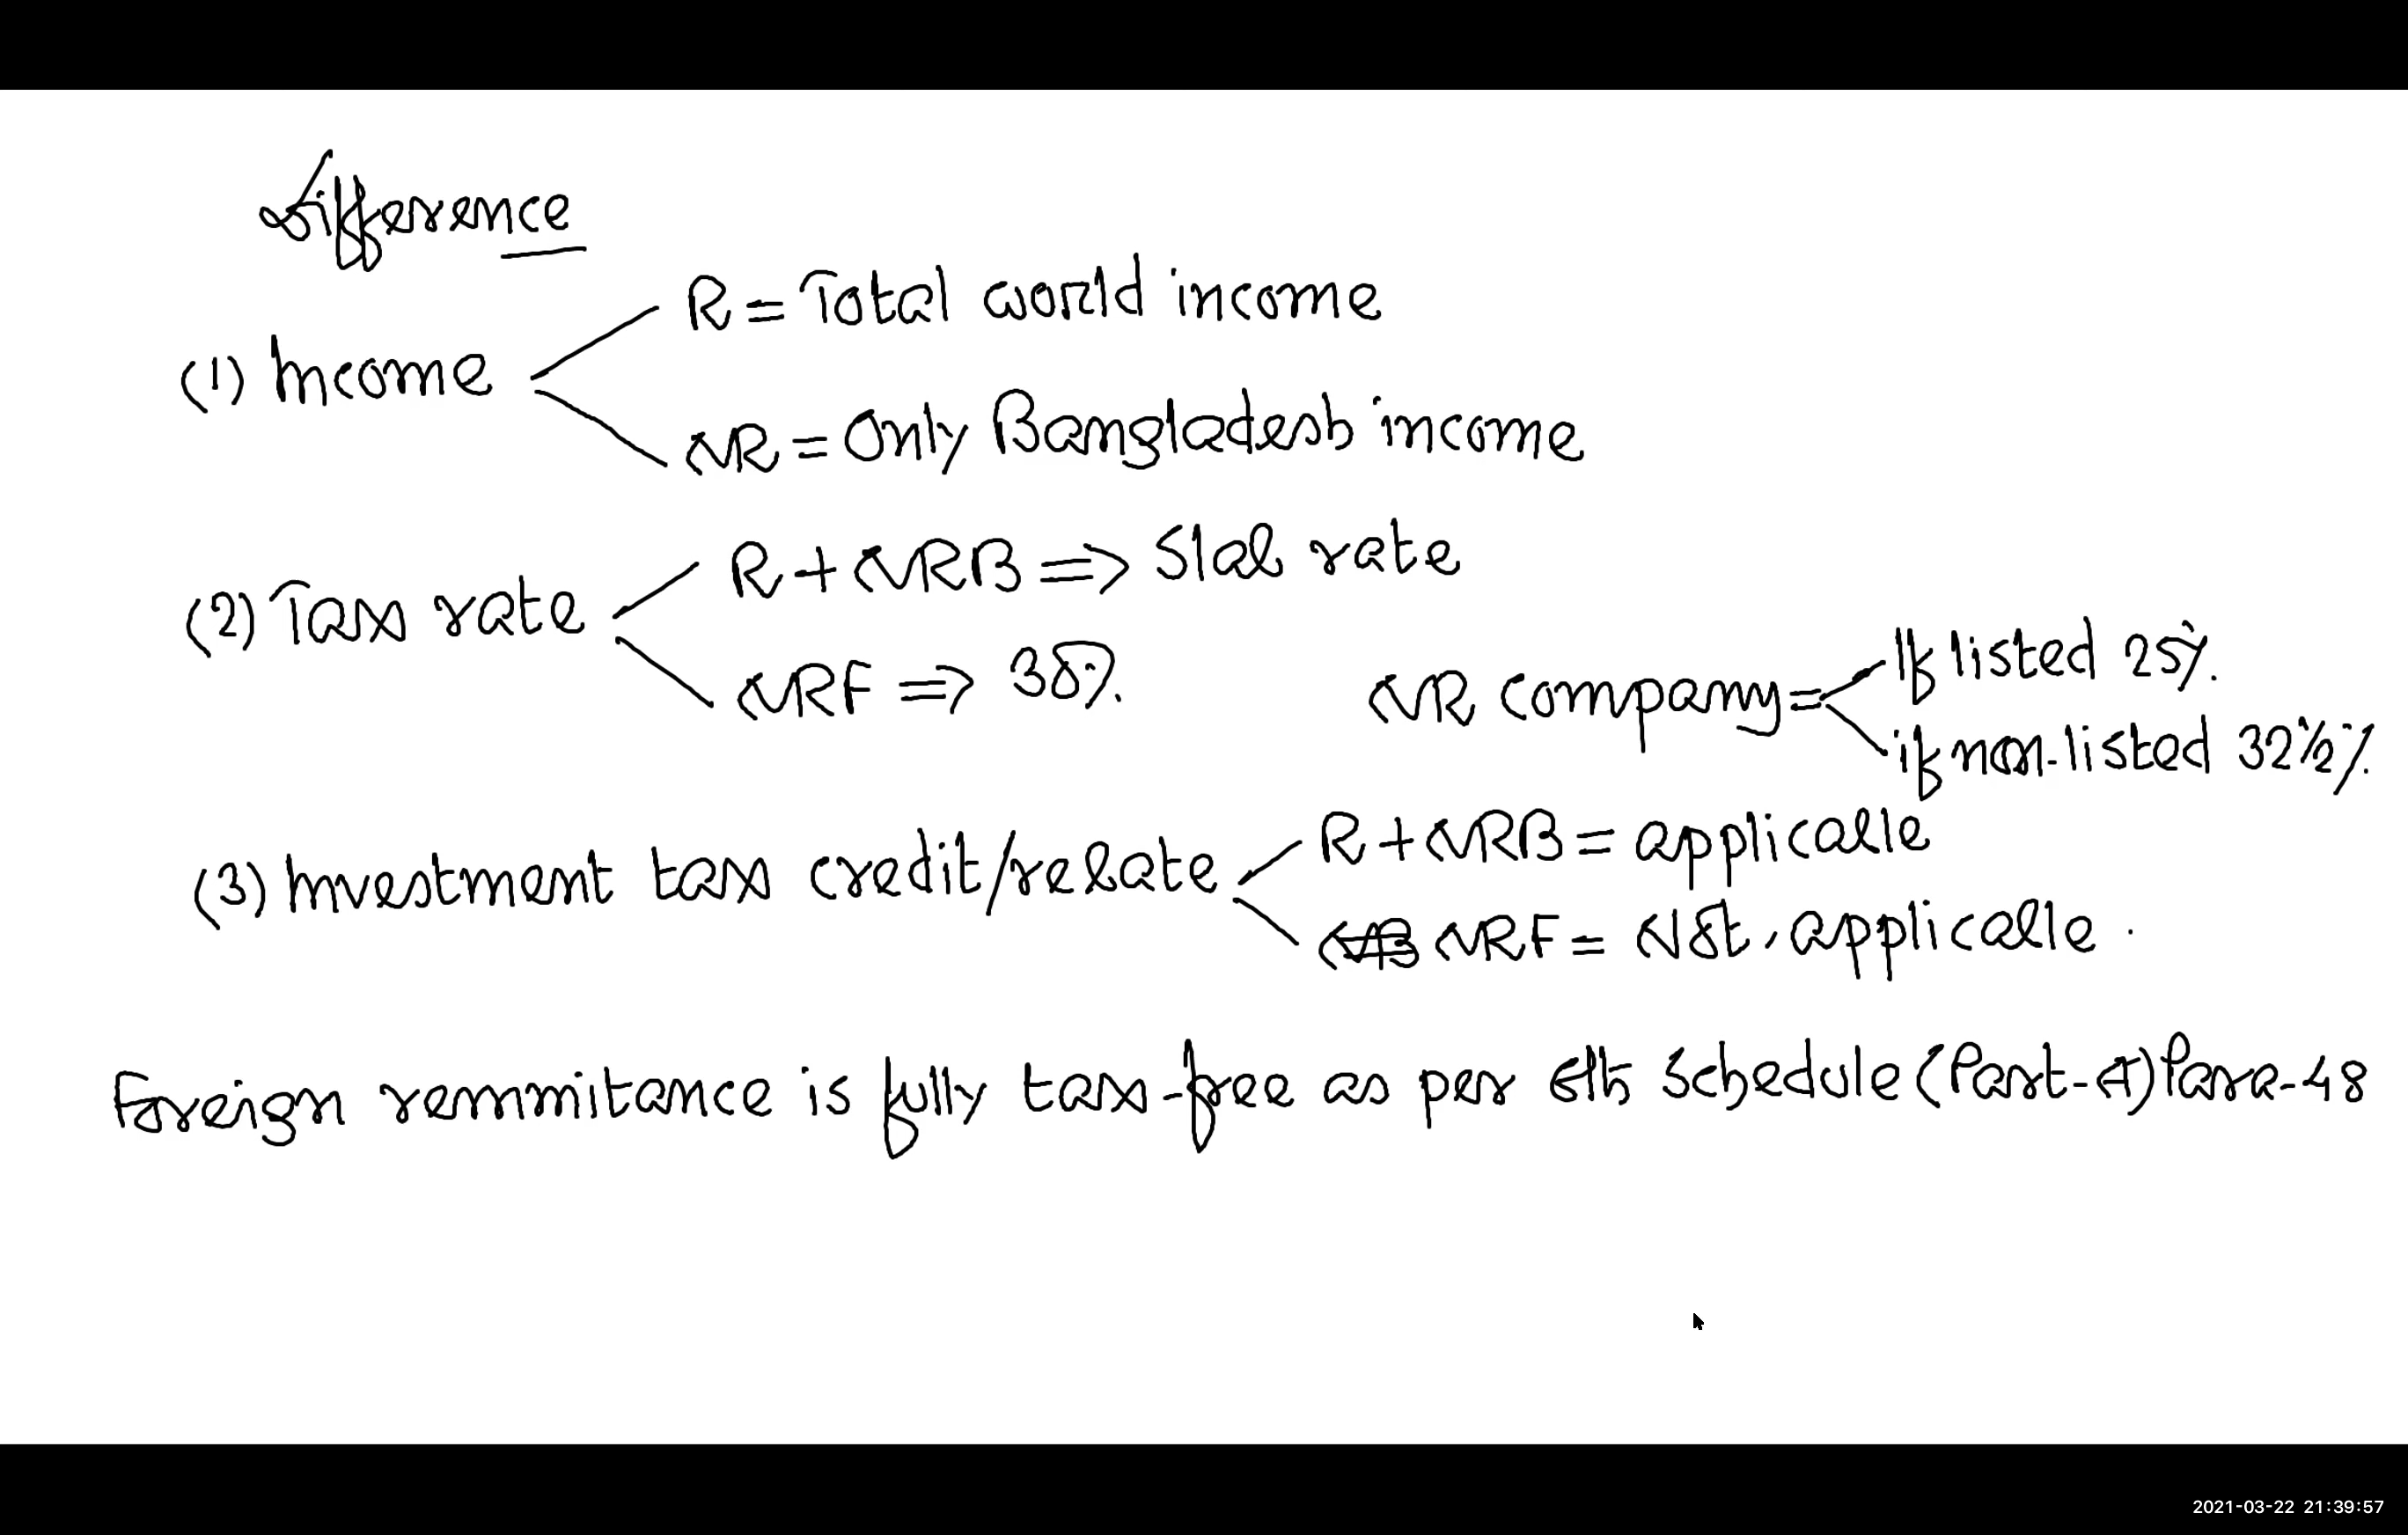 Difference
R = Total world income
(1) Income
NR = Only Bangladesh income
R + NRB ⇒ Slab rate
(2) Tax rate
NRF ⇒ 30%.
NR company =
If listed 25%.
if non-listed 32½%
(3) Investment tax credit/rebate
R + NRB = applicable
NRF = Not applicable.
Foreign remmitance is fully tax-free as per 6th Schedule (Part-A) Para-48
2021-03-22 21:39:57